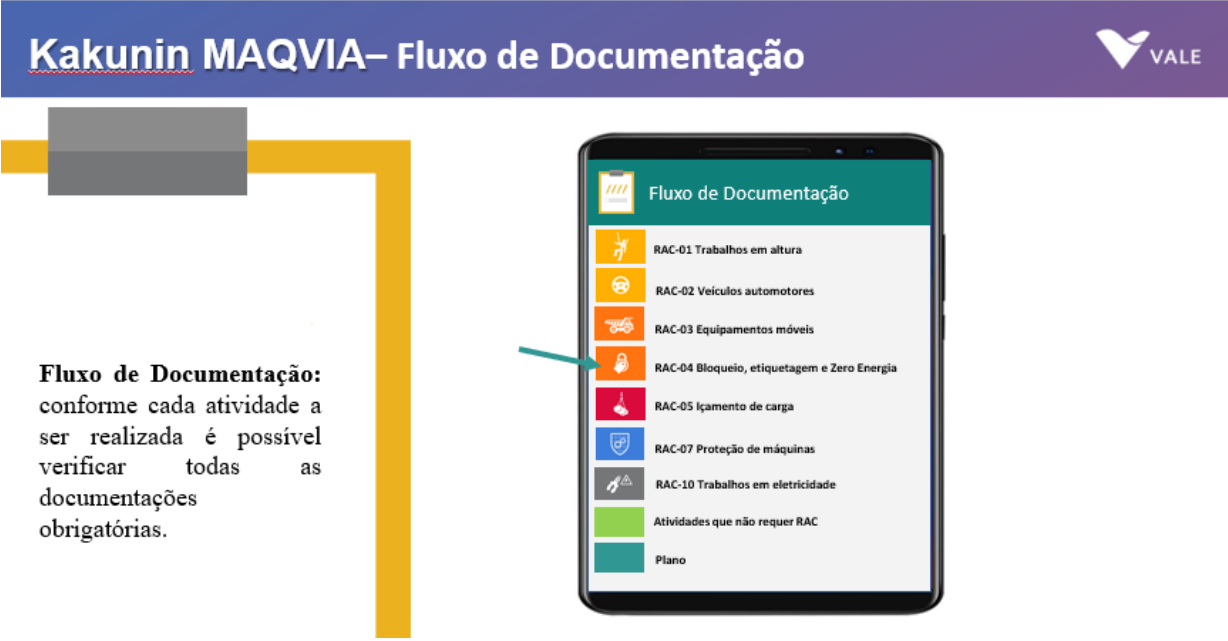 Kakunin MAQVIA– Fluxo de Documentação
VALE
Fluxo de Documentação:
conforme cada atividade a
ser realizada é possível
verificar todas as
documentações
obrigatórias.
Fluxo de Documentação
RAC-01 Trabalhos em altura
RAC-02 Veículos automotores
RAC-03 Equipamentos móveis
RAC-04 Bloqueio, etiquetagem e Zero Energia
RAC-05 Içamento de carga
RAC-07 Proteção de máquinas
RAC-10 Trabalhos em eletricidade
Atividades que não requer RAC
Plano